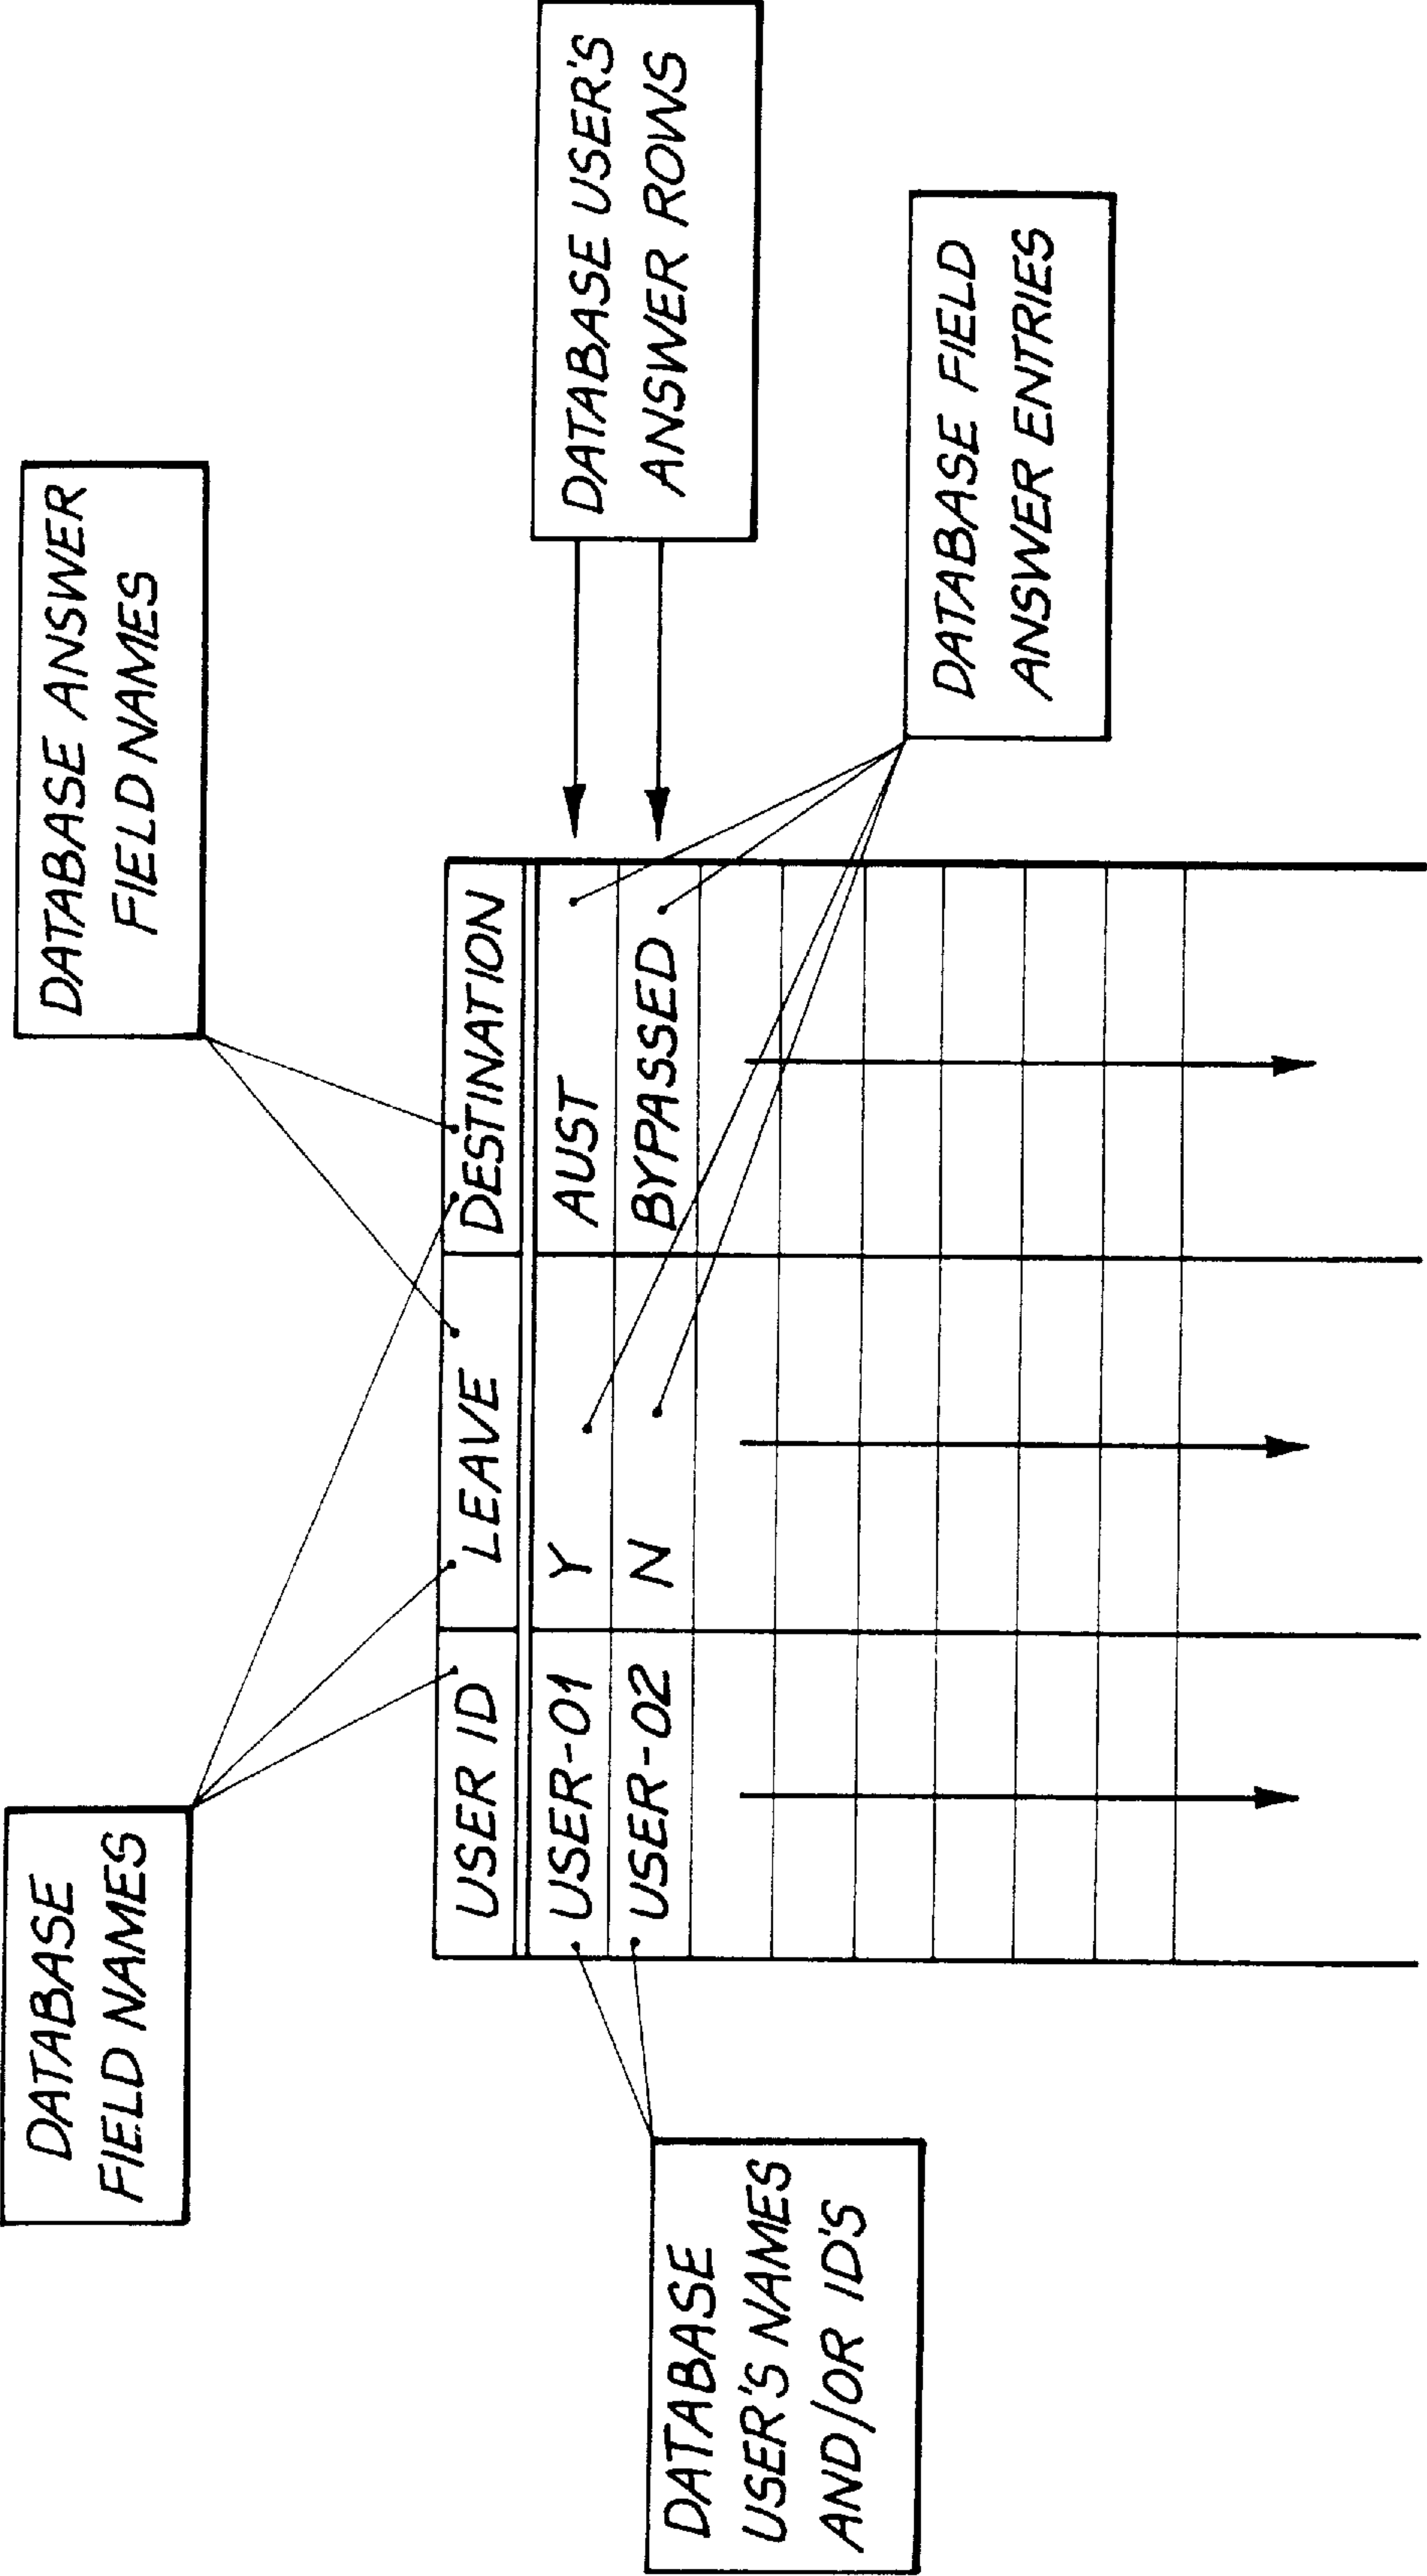 DATABASE
FIELD NAMES
DATABASE ANSWER
FIELD NAMES
USER ID LEAVE DESTINATION
USER-01 Y AUST
USER-02 N BYPASSED
DATABASE USER'S
ANSWER ROWS
DATABASE
USER'S NAMES
AND/OR ID'S
DATABASE FIELD
ANSWER ENTRIES